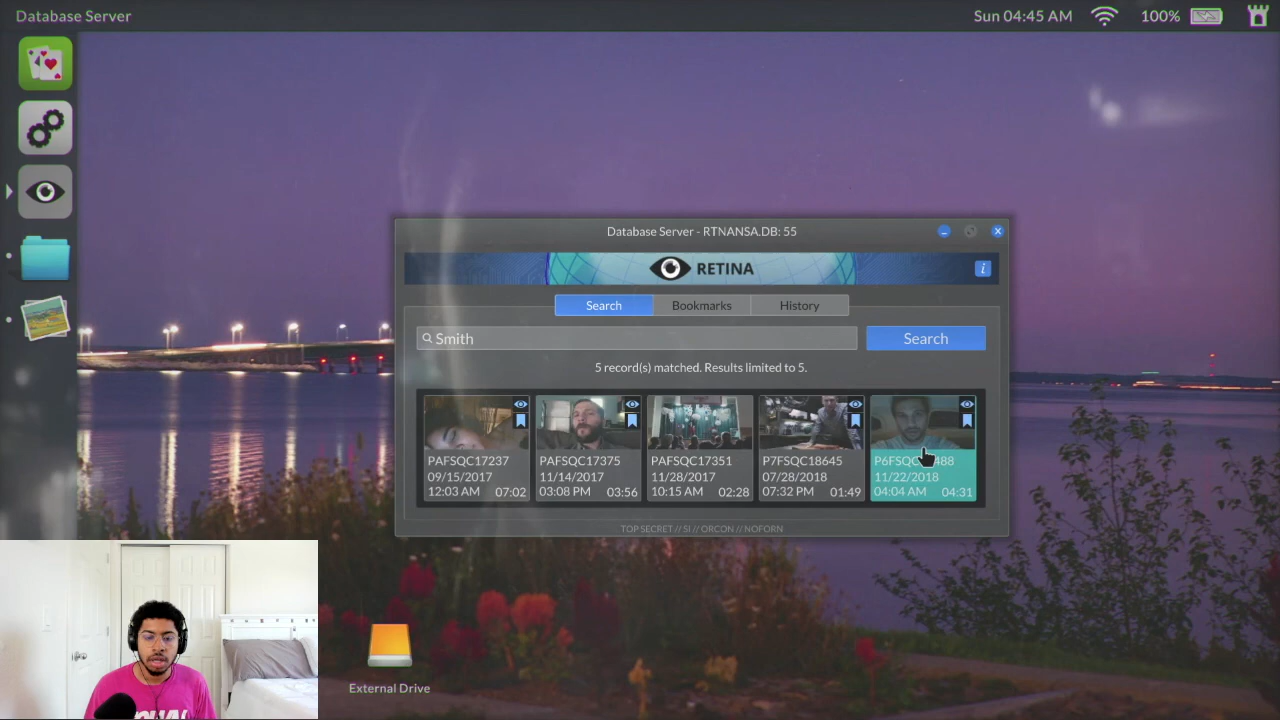 Database Server
Sun 04:45 AM
100%
Database Server - RTNANSA.DB: 55
RETINA
i
Search
Bookmarks
History
Smith
Search
5 record(s) matched. Results limited to 5.
PAFSQC17237
09/15/2017
12:03 AM 07:02
PAFSQC17375
11/14/2017
03:08 PM 03:56
PAFSQC17351
11/28/2017
10:15 AM 02:28
P7FSQC18645
07/28/2018
07:32 PM 01:49
11/22/2018
04:04 AM 04:31
TOP SECRET // SI // ORCON // NOFORN
External Drive